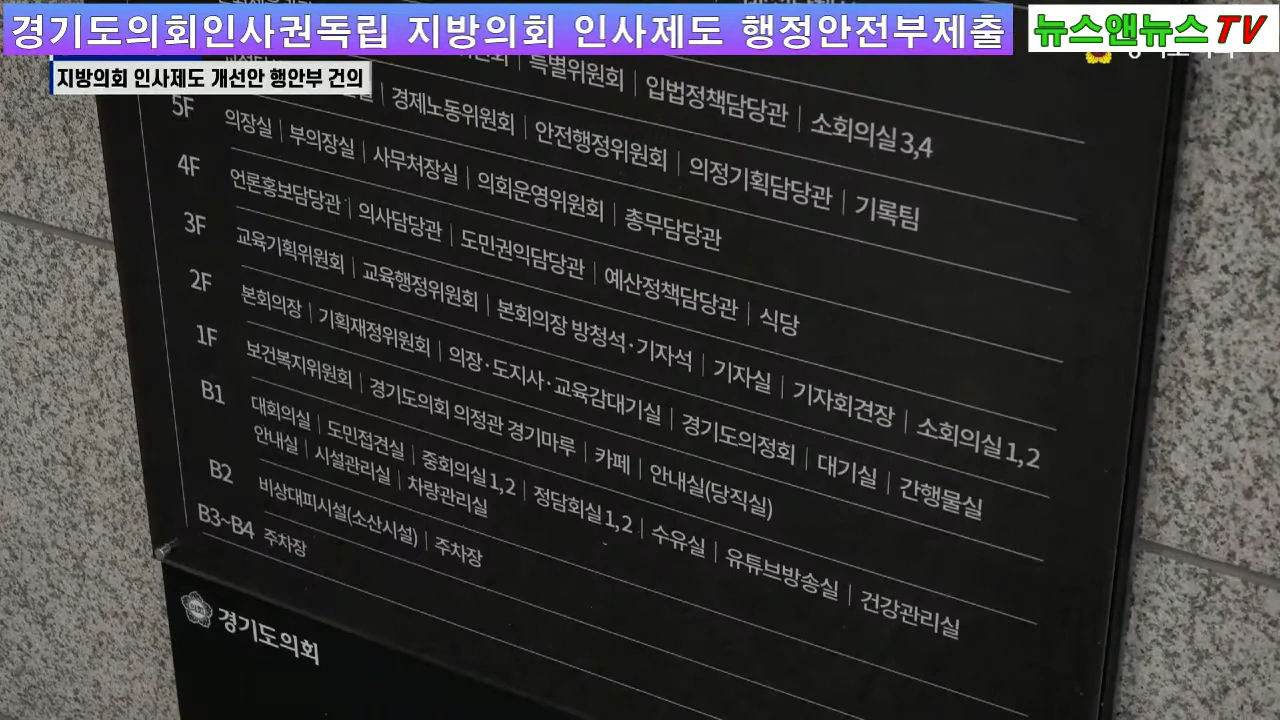 경기도의회인사권독립 지방의회 인사제도 행정안전부제출
뉴스앤뉴스TV
지방의회 인사제도 개선안 행안부 건의
특별위원회 | 입법정책담당관 | 소회의실 3,4
경제노동위원회 | 안전행정위원회 | 의정기획담당관 | 기록팀
5F 의장실 | 부의장실 | 사무처장실 | 의회운영위원회 | 총무담당관
4F 언론홍보담당관 | 의사담당관 | 도민권익담당관 | 예산정책담당관 | 식당
3F 교육기획위원회 | 교육행정위원회 | 본회의장 방청석·기자석 | 기자실 | 기자회견장 | 소회의실 1,2
2F 본회의장 | 기획재정위원회 | 의장·도지사·교육감대기실 | 경기도의정회 | 대기실 | 간행물실
1F 보건복지위원회 | 경기도의회 의정관 경기마루 | 카페 | 안내실(당직실)
B1 대회의실 | 도민접견실 | 중회의실 1,2 | 정담회실 1,2 | 수유실 | 유튜브방송실 | 건강관리실
안내실 | 시설관리실 | 차량관리실
B2 비상대피시설(소산시설) | 주차장
B3~B4 주차장
경기도의회